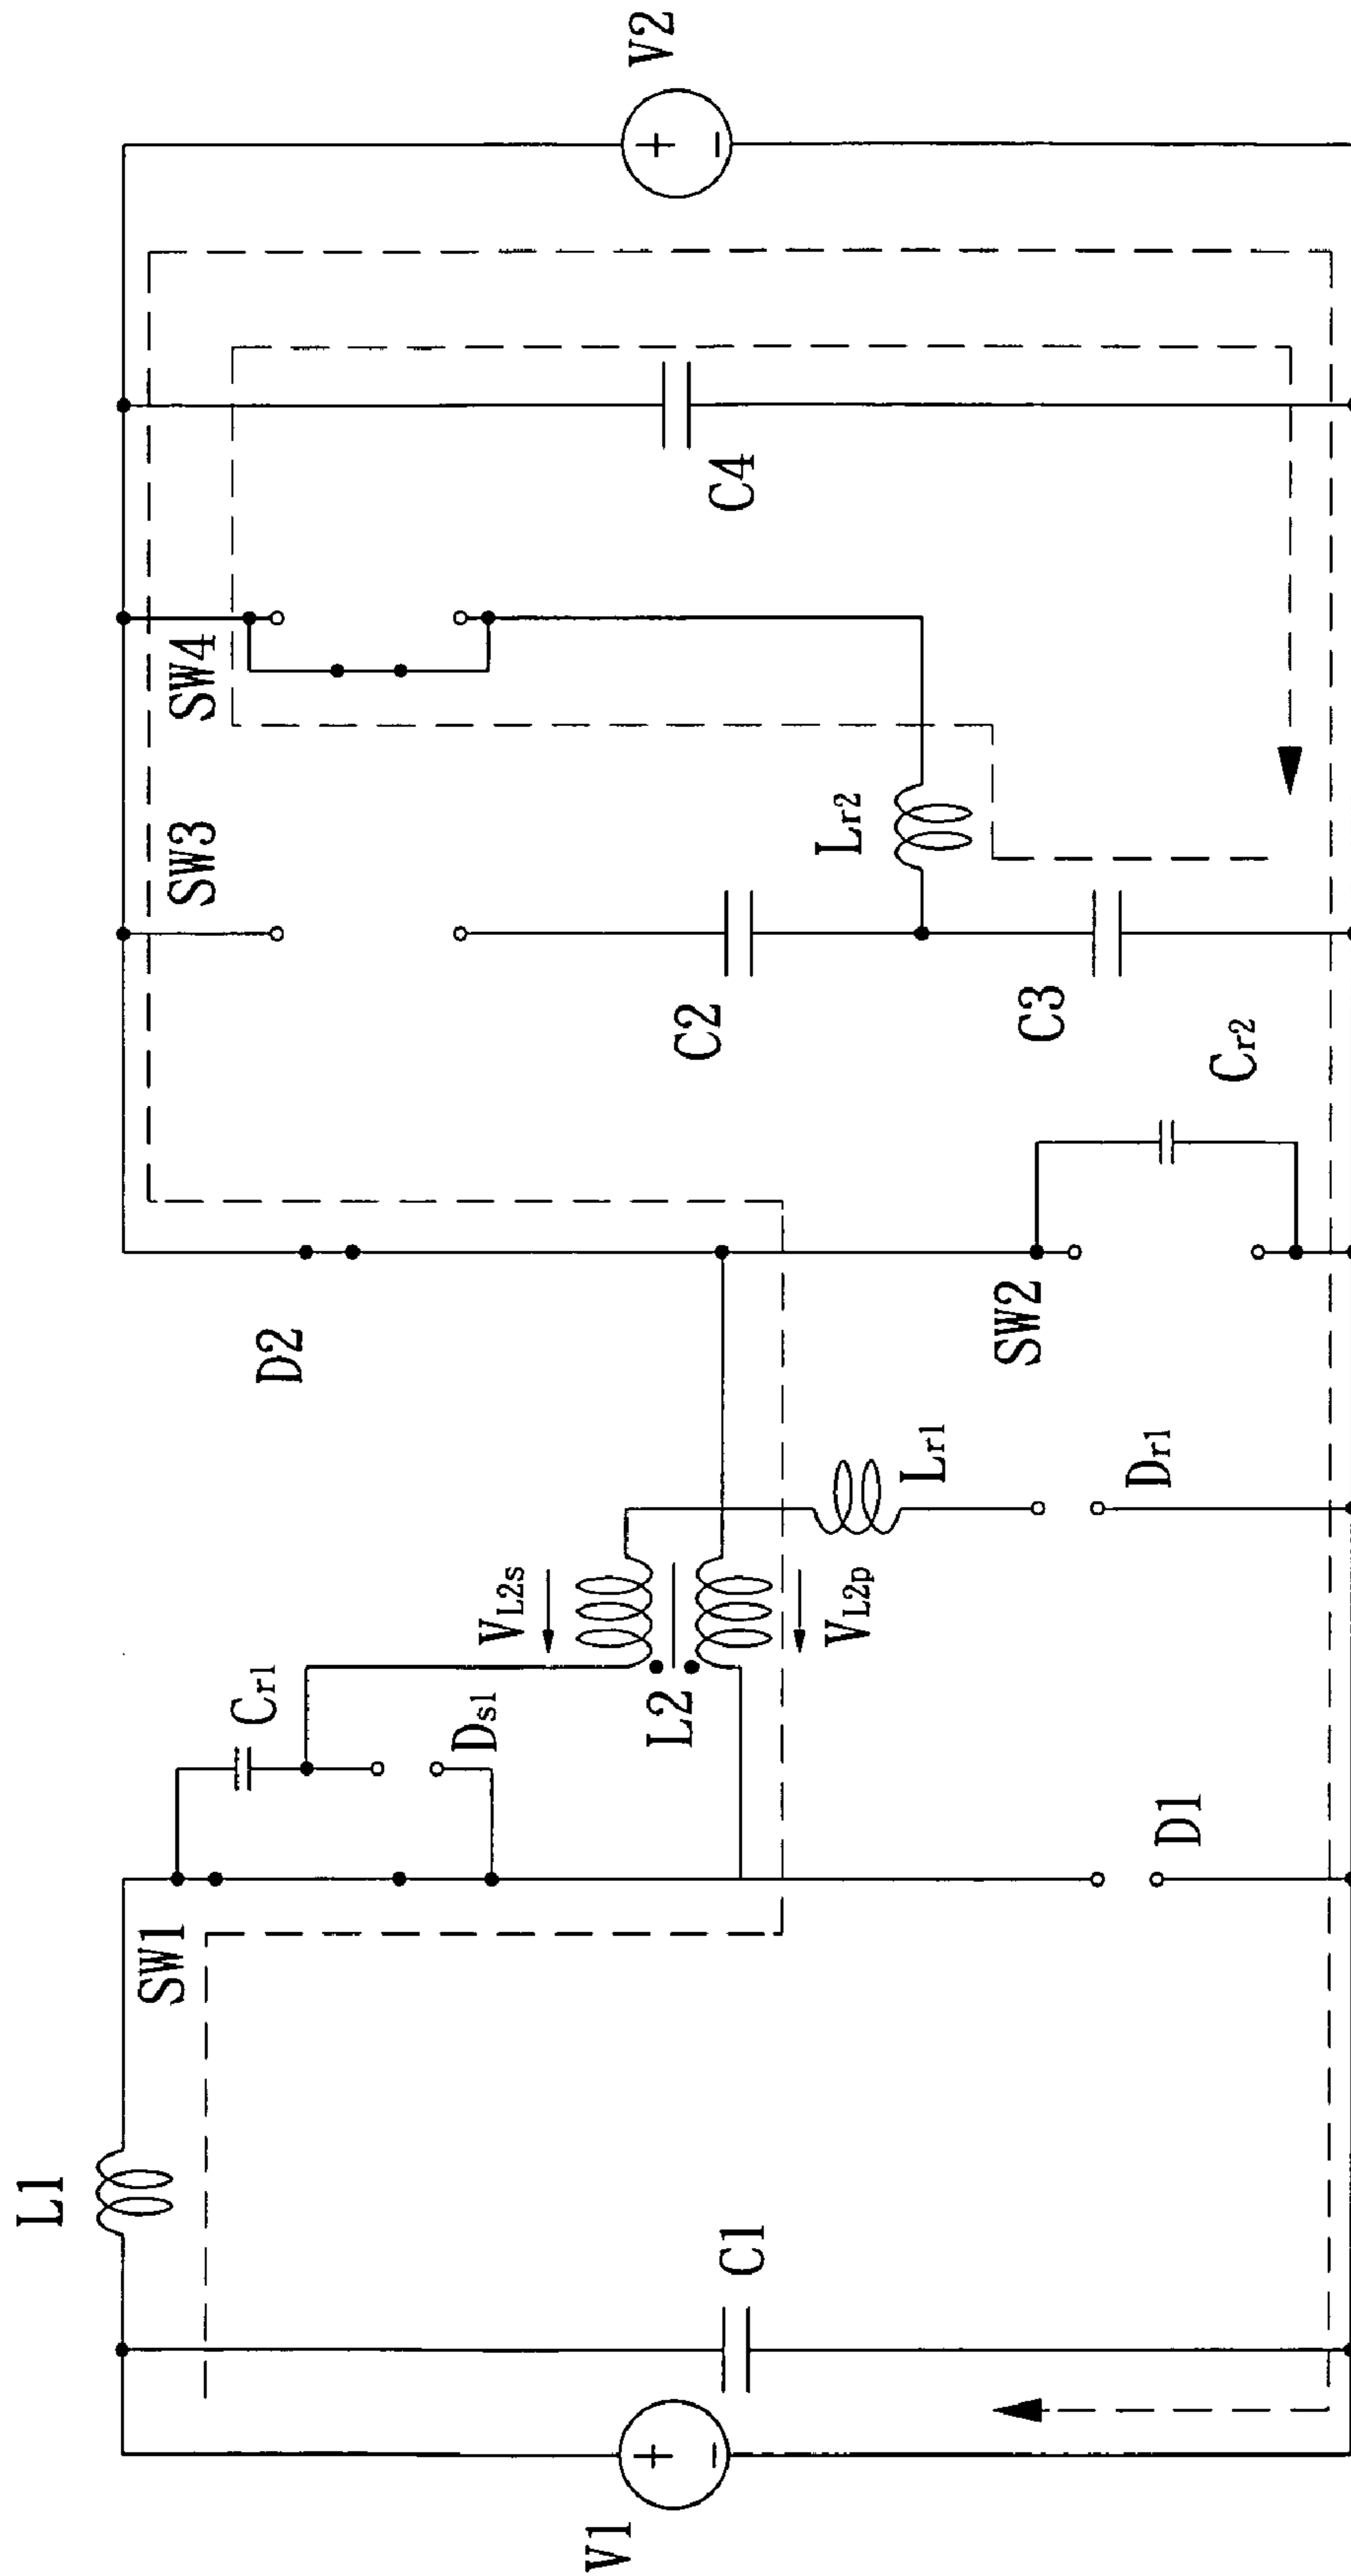 V1
C1
L1
SW1
Cr1
Ds1
D1
L2
VL2s
VL2p
Lr1
Dr1
D2
SW2
Cr2
C2
C3
SW3
Lr2
SW4
C4
V2